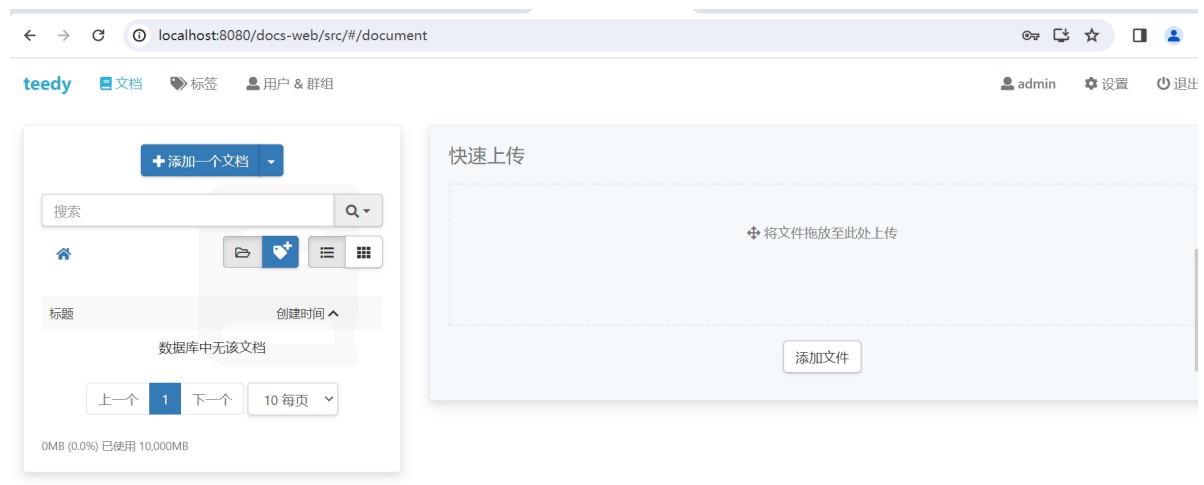 localhost:8080/docs-web/src/#/document
teedy 文档 标签 用户 & 群组 admin 设置 退出
添加一个文档
搜索
标题 创建时间
数据库中无该文档
上一个 1 下一个 10 每页
0MB (0.0%) 已使用 10,000MB
快速上传
将文件拖放至此处上传
添加文件